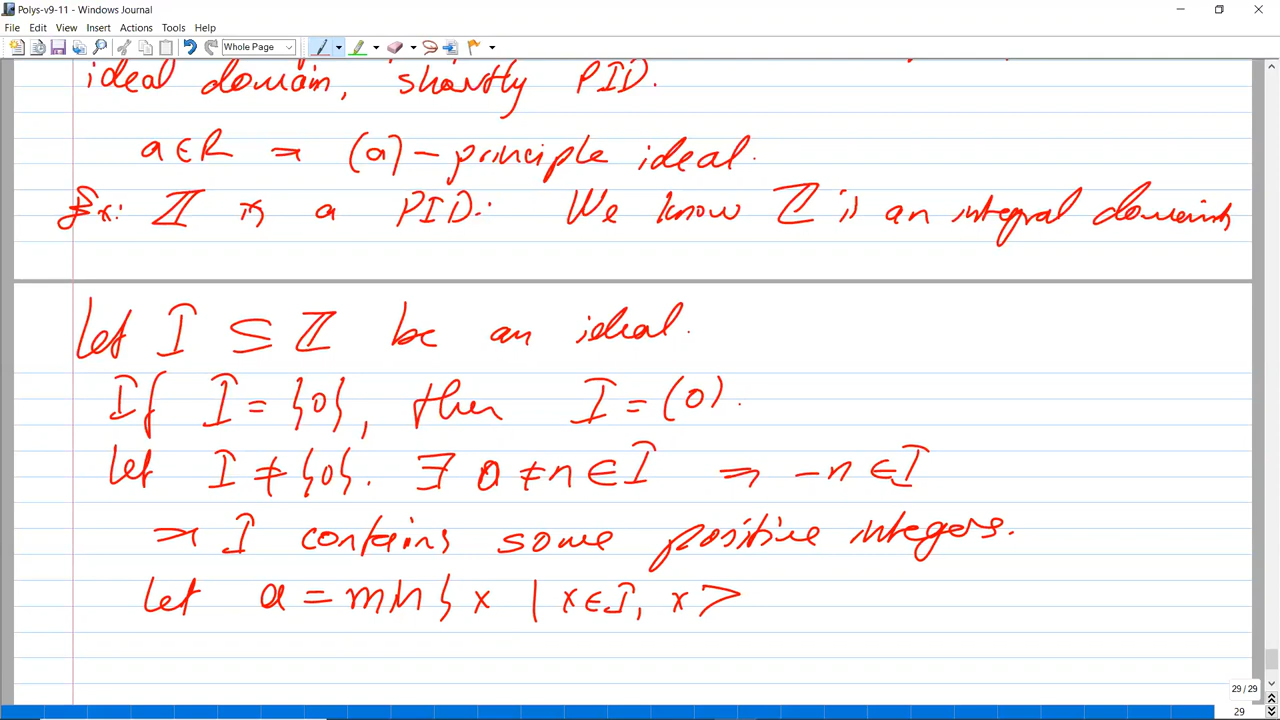 Polys-v9-11 - Windows Journal
File Edit View Insert Actions Tools Help
Whole Page
ideal domain, shortly PID.
a ∈ R ⇒ (a) - principle ideal.
Ex: ℤ is a PID: We know ℤ is an integral domain
Let I ⊆ ℤ be an ideal.
If I = {0}, then I = (0).
Let I ≠ {0}. ∃ 0 ≠ n ∈ I ⇒ -n ∈ I
⇒ I contains some positive integers.
Let a = min { x | x ∈ I, x >
29 / 29
29